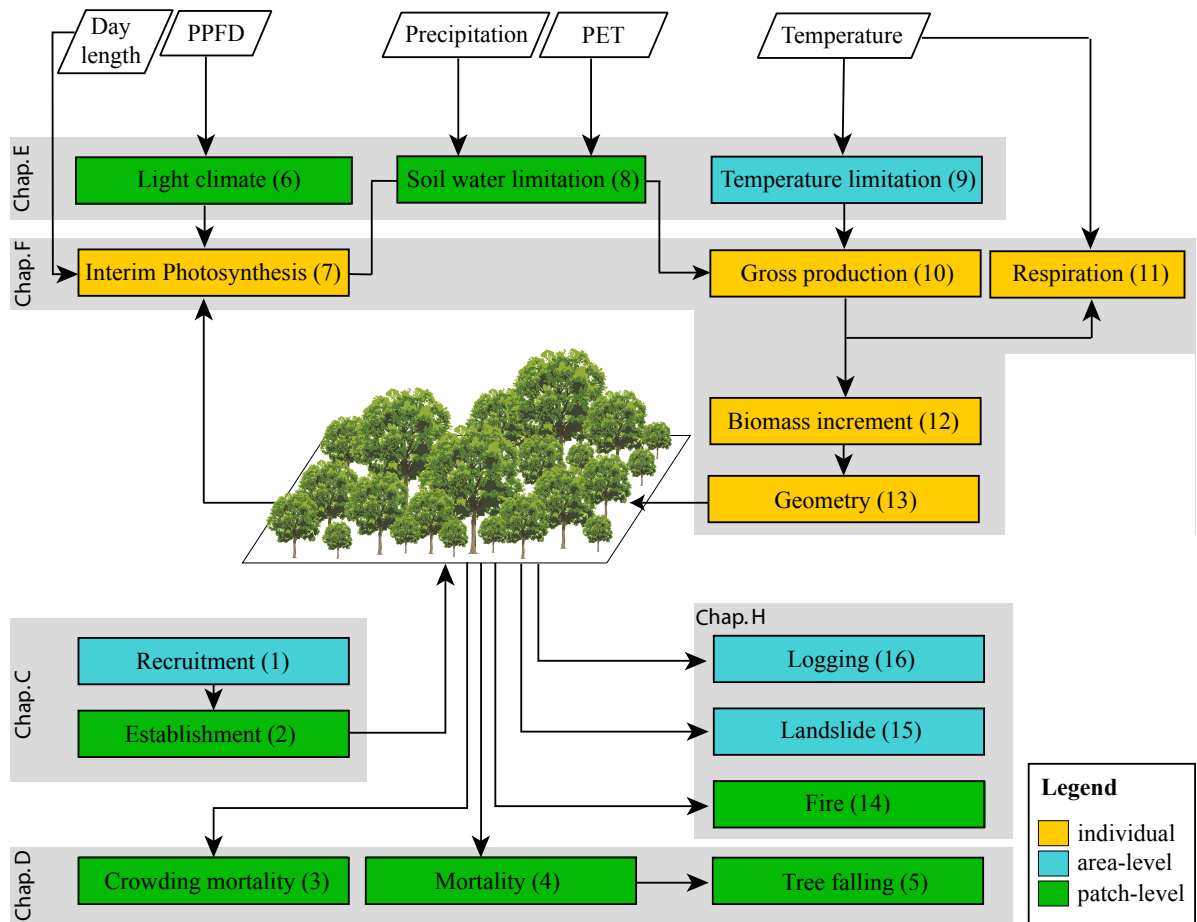 Day
length
PPFD
Precipitation
PET
Temperature
Chap. E
Light climate (6)
Soil water limitation (8)
Temperature limitation (9)
Chap. F
Interim Photosynthesis (7)
Gross production (10)
Respiration (11)
Biomass increment (12)
Geometry (13)
Chap. C
Recruitment (1)
Establishment (2)
Chap. H
Logging (16)
Landslide (15)
Fire (14)
Chap. D
Crowding mortality (3)
Mortality (4)
Tree falling (5)
Legend
individual
area-level
patch-level